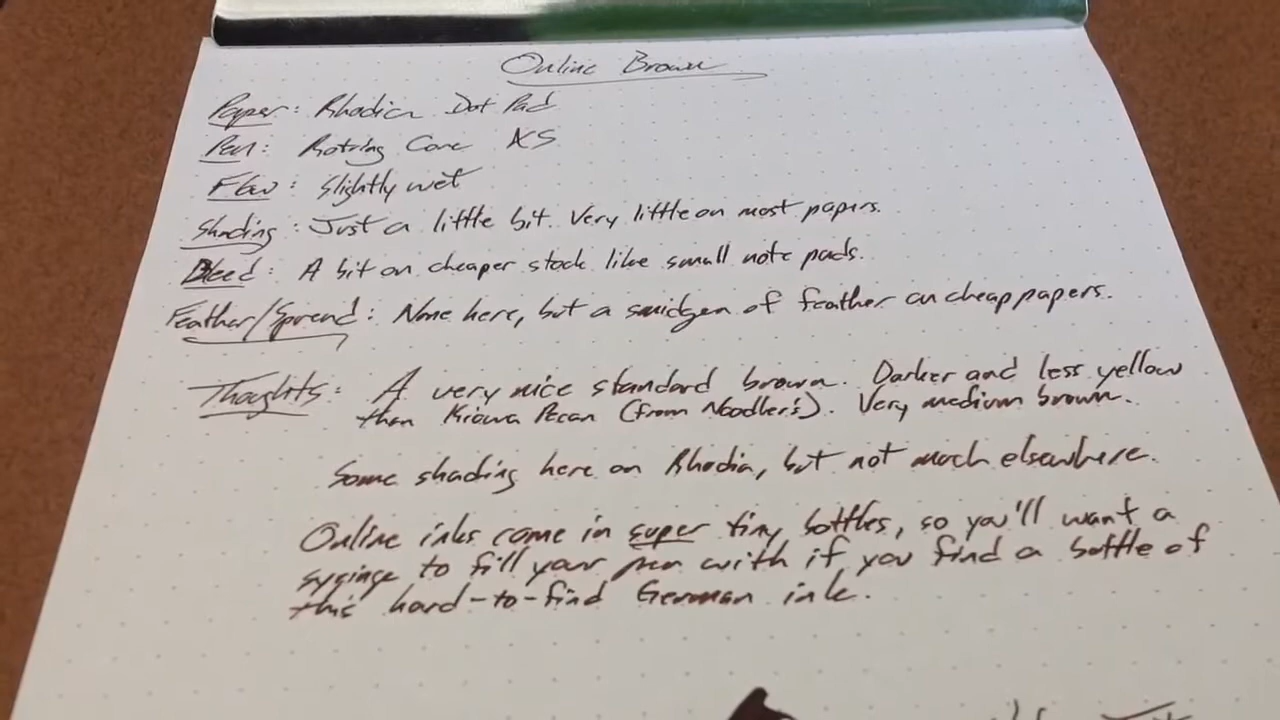 Online Brown
Paper: Rhodia Dot Pad
Pen: Rotring Core XS
Flow: Slightly wet
Shading: Just a little bit. Very little on most papers.
Bleed: A bit on cheaper stock like small note pads.
Feather/Spread: None here, but a smidgen of feather on cheap papers.
Thoghts: A very nice standard brown. Darker and less yellow
than Kiowa Pecan (from Noodler's). Very medium brown.
Some shading here on Rhodia, but not much elsewhere.
Online inks come in super tiny bottles, so you'll want a
syginge to fill your pen with if you find a bottle of
this hard-to-find German ink.